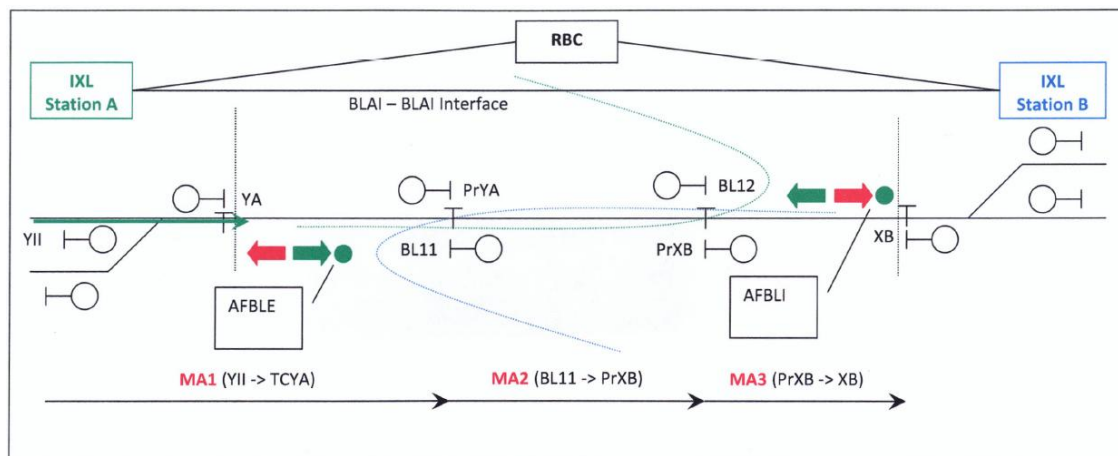 RBC
IXL
Station A
IXL
Station B
BLAI – BLAI Interface
YA
PrYA
BL12
YII
BL11
PrXB
XB
AFBLE
AFBLI
MA1 (YII -> TCYA)
MA2 (BL11 -> PrXB)
MA3 (PrXB -> XB)